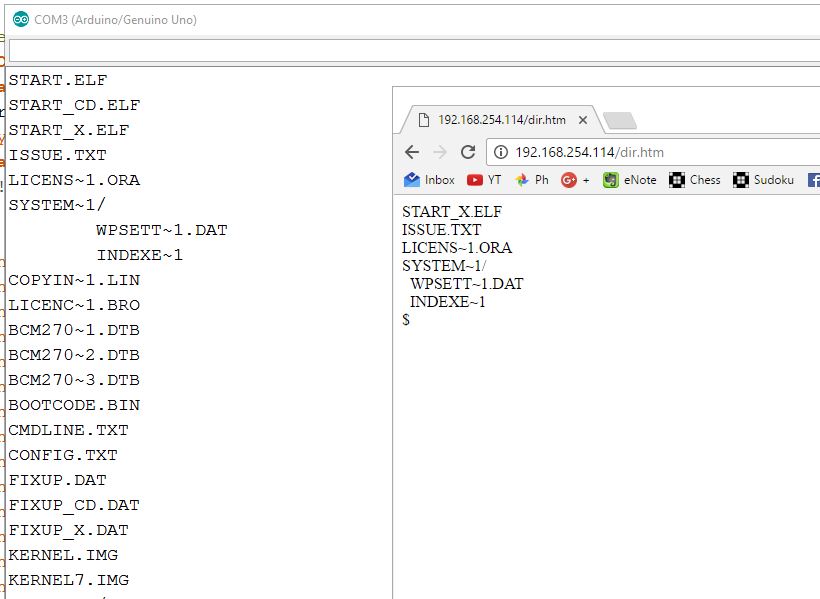 COM3 (Arduino/Genuino Uno)
START.ELF
START_CD.ELF
START_X.ELF
ISSUE.TXT
LICENS~1.ORA
SYSTEM~1/
WPSETT~1.DAT
INDEXE~1
COPYIN~1.LIN
LICENC~1.BRO
BCM270~1.DTB
BCM270~2.DTB
BCM270~3.DTB
BOOTCODE.BIN
CMDLINE.TXT
CONFIG.TXT
FIXUP.DAT
FIXUP_CD.DAT
FIXUP_X.DAT
KERNEL.IMG
KERNEL7.IMG
192.168.254.114/dir.htm
192.168.254.114/dir.htm
Inbox YT Ph + eNote Chess Sudoku
START_X.ELF
ISSUE.TXT
LICENS~1.ORA
SYSTEM~1/
WPSETT~1.DAT
INDEXE~1
$